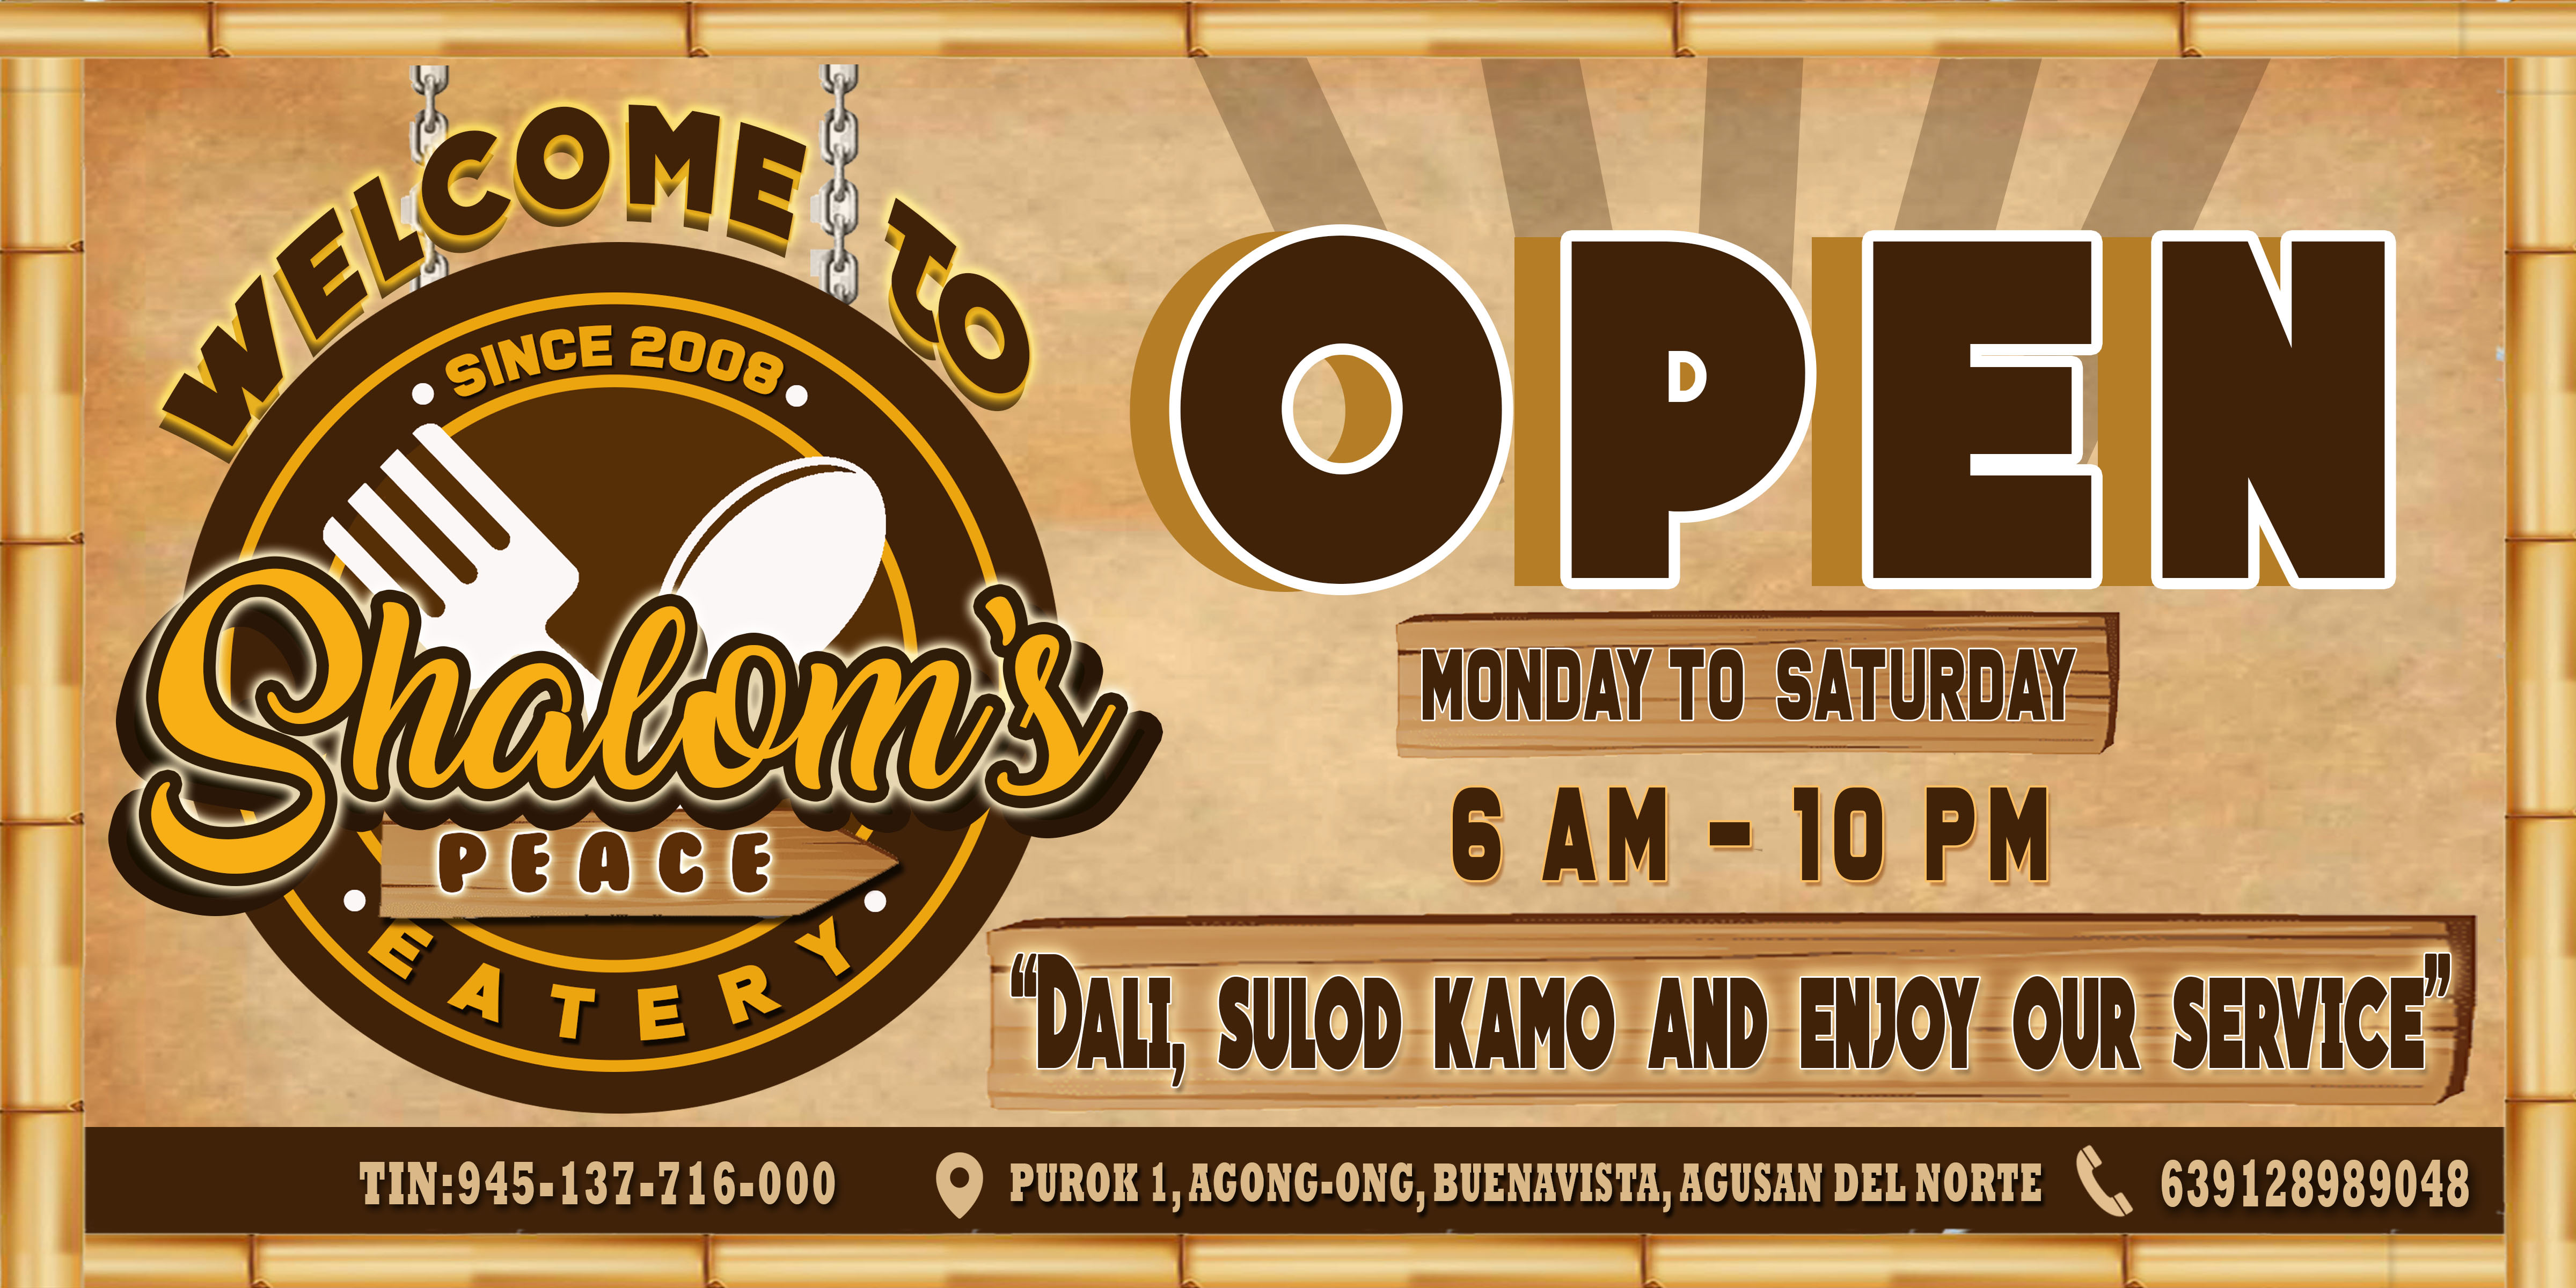 WELCOME TO
SINCE 2008
Shalom's
PEACE
EATERY
OPEN
MONDAY TO SATURDAY
6 AM - 10 PM
"DALI, SULOD KAMO AND ENJOY OUR SERVICE"
TIN:945-137-716-000
PUROK 1, AGONG-ONG, BUENAVISTA, AGUSAN DEL NORTE
639128989048